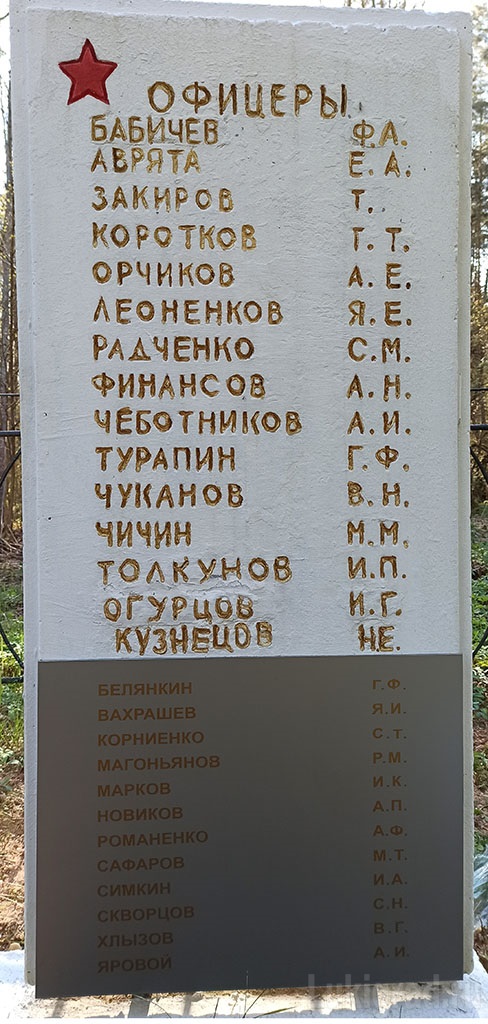 ОФИЦЕРЫ
БАБИЧЕВ Ф.А.
АВРЯТА Е.А.
ЗАКИРОВ Т.
КОРОТКОВ Г.Т.
ОРЧИКОВ А.Е.
ЛЕОНЕНКОВ Я.Е.
РАДЧЕНКО С.М.
ФИНАНСОВ А.Н.
ЧЕБОТНИКОВ А.И.
ТУРАПИН Г.Ф.
ЧУКАНОВ В.Н.
ЧИЧИН М.М.
ТОЛКУНОВ И.П.
ОГУРЦОВ И.Г.
КУЗНЕЦОВ Н.Е.
БЕЛЯНКИН Г.Ф.
ВАХРАШЕВ Я.И.
КОРНИЕНКО С.Т.
МАГОНЬЯНОВ Р.М.
МАРКОВ И.К.
НОВИКОВ А.П.
РОМАНЕНКО А.Ф.
САФАРОВ М.Т.
СИМКИН И.А.
СКВОРЦОВ С.Н.
ХЛЫЗОВ В.Г.
ЯРОВОЙ А.И.